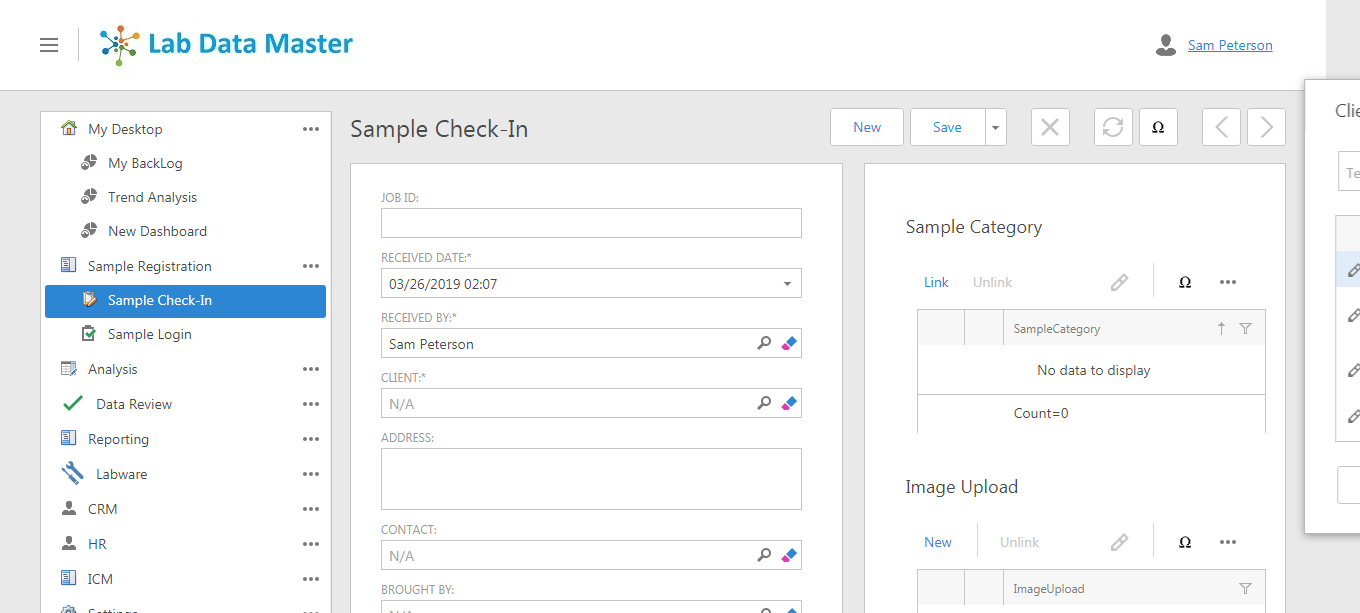 Lab Data Master
Sam Peterson
My Desktop
My BackLog
Trend Analysis
New Dashboard
Sample Registration
Sample Check-In
Sample Login
Analysis
Data Review
Reporting
Labware
CRM
HR
ICM
Settings
Sample Check-In
New
Save
Ω
JOB ID:
RECEIVED DATE:*
03/26/2019 02:07
RECEIVED BY:*
Sam Peterson
CLIENT:*
N/A
ADDRESS:
CONTACT:
N/A
BROUGHT BY:
N/A
Sample Category
Link Unlink Ω
SampleCategory
No data to display
Count=0
Image Upload
New Unlink Ω
ImageUpload
Clie
Te